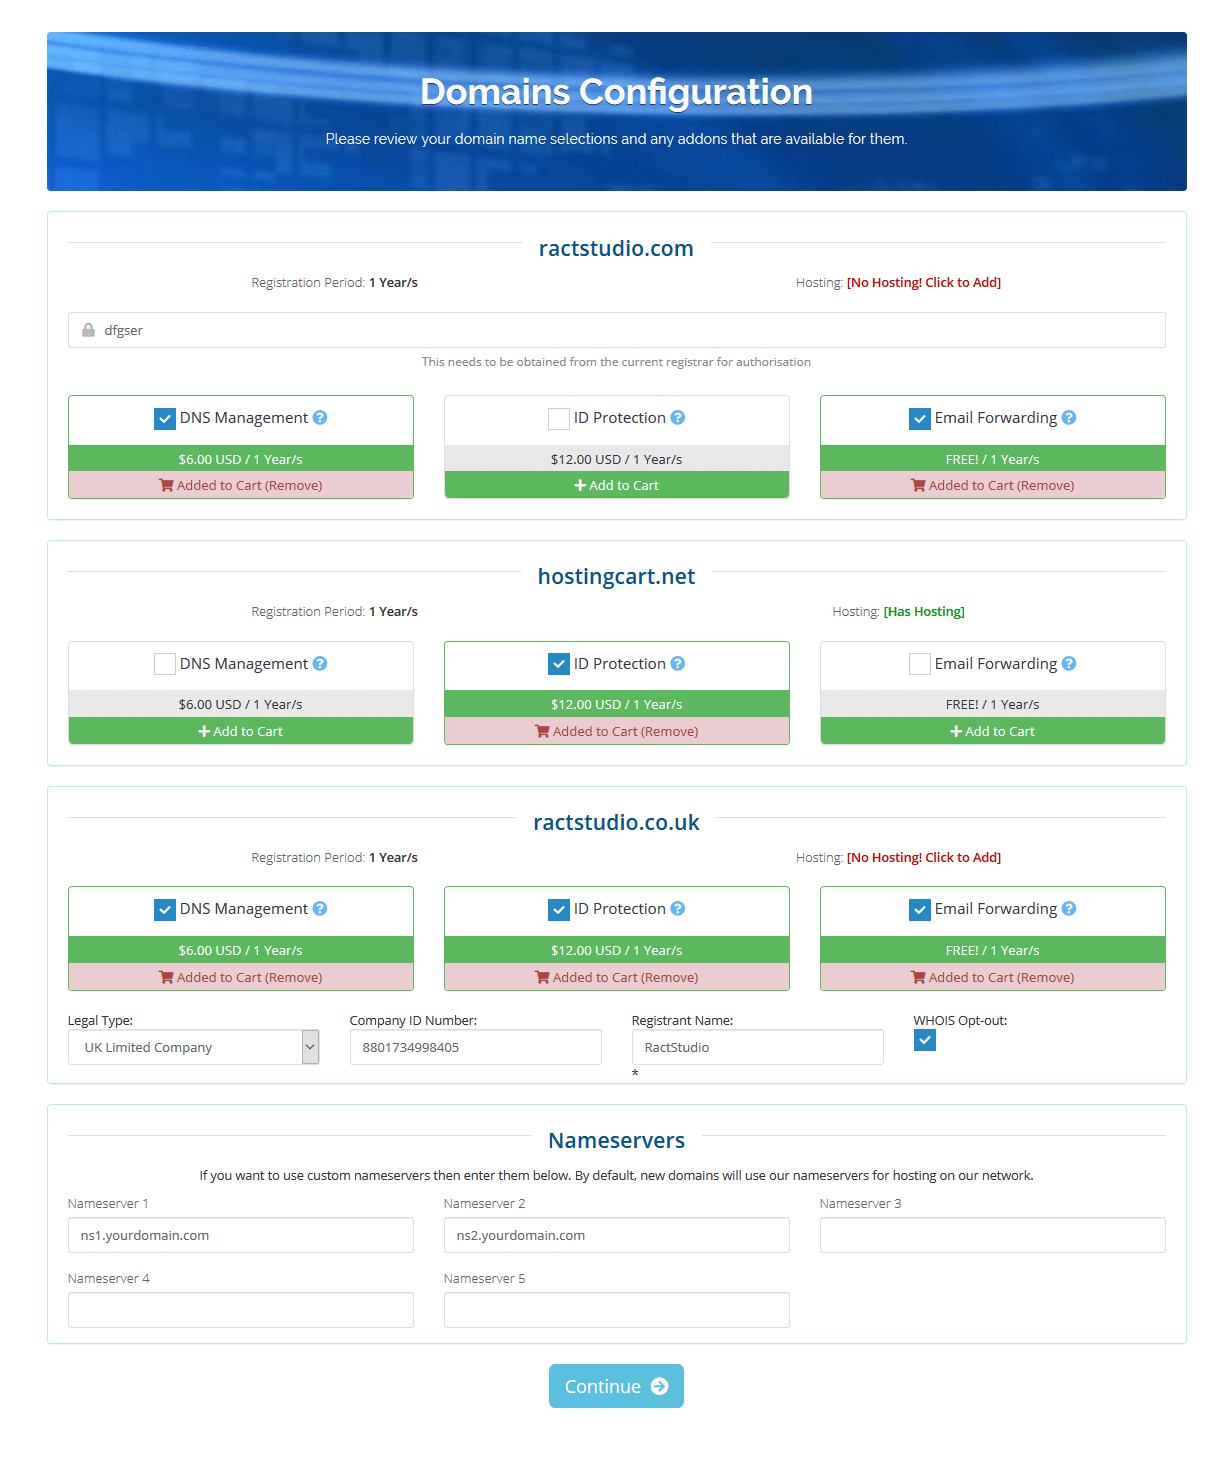 Domains Configuration
Please review your domain name selections and any addons that are available for them.
ractstudio.com
Registration Period: 1 Year/s
Hosting: [No Hosting! Click to Add]
dfgser
This needs to be obtained from the current registrar for authorisation
DNS Management ?
ID Protection ?
Email Forwarding ?
$6.00 USD / 1 Year/s
$12.00 USD / 1 Year/s
FREE! / 1 Year/s
Added to Cart (Remove)
+ Add to Cart
Added to Cart (Remove)
hostingcart.net
Registration Period: 1 Year/s
Hosting: [Has Hosting]
DNS Management ?
ID Protection ?
Email Forwarding ?
$6.00 USD / 1 Year/s
$12.00 USD / 1 Year/s
FREE! / 1 Year/s
+ Add to Cart
Added to Cart (Remove)
+ Add to Cart
ractstudio.co.uk
Registration Period: 1 Year/s
Hosting: [No Hosting! Click to Add]
DNS Management ?
ID Protection ?
Email Forwarding ?
$6.00 USD / 1 Year/s
$12.00 USD / 1 Year/s
FREE! / 1 Year/s
Added to Cart (Remove)
Added to Cart (Remove)
Added to Cart (Remove)
Legal Type:
Company ID Number:
Registrant Name:
WHOIS Opt-out:
UK Limited Company
8801734998405
RactStudio
*
Nameservers
If you want to use custom nameservers then enter them below. By default, new domains will use our nameservers for hosting on our network.
Nameserver 1
Nameserver 2
Nameserver 3
ns1.yourdomain.com
ns2.yourdomain.com
Nameserver 4
Nameserver 5
Continue